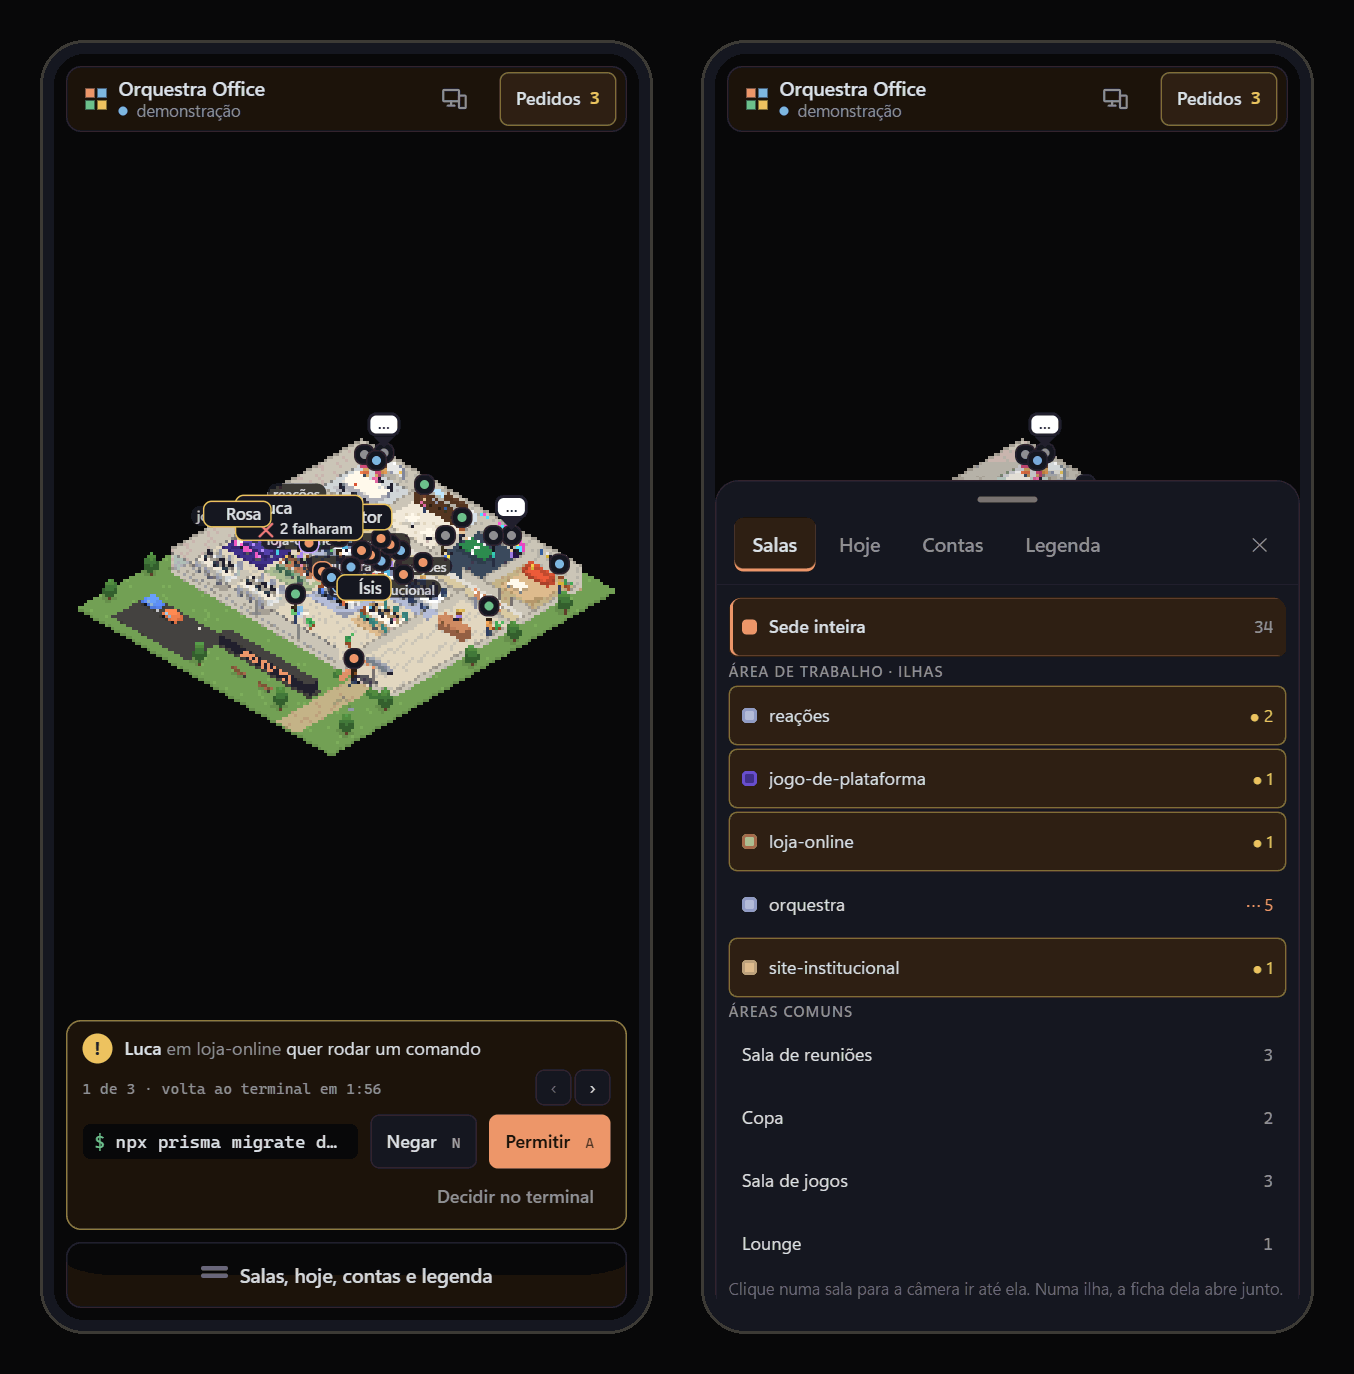 Orquestra Office
demonstração
Pedidos 3
...
...
reações
Rosa
uca
tor
2 falharam
Ísis
ucional
Luca em loja-online quer rodar um comando
1 de 3 · volta ao terminal em 1:56
$ npx prisma migrate d…
Negar N
Permitir A
Decidir no terminal
Salas, hoje, contas e legenda
Orquestra Office
demonstração
Pedidos 3
...
Salas
Hoje
Contas
Legenda
Sede inteira 34
ÁREA DE TRABALHO · ILHAS
reações 2
jogo-de-plataforma 1
loja-online 1
orquestra ··· 5
site-institucional 1
ÁREAS COMUNS
Sala de reuniões 3
Copa 2
Sala de jogos 3
Lounge 1
Clique numa sala para a câmera ir até ela. Numa ilha, a ficha dela abre junto.